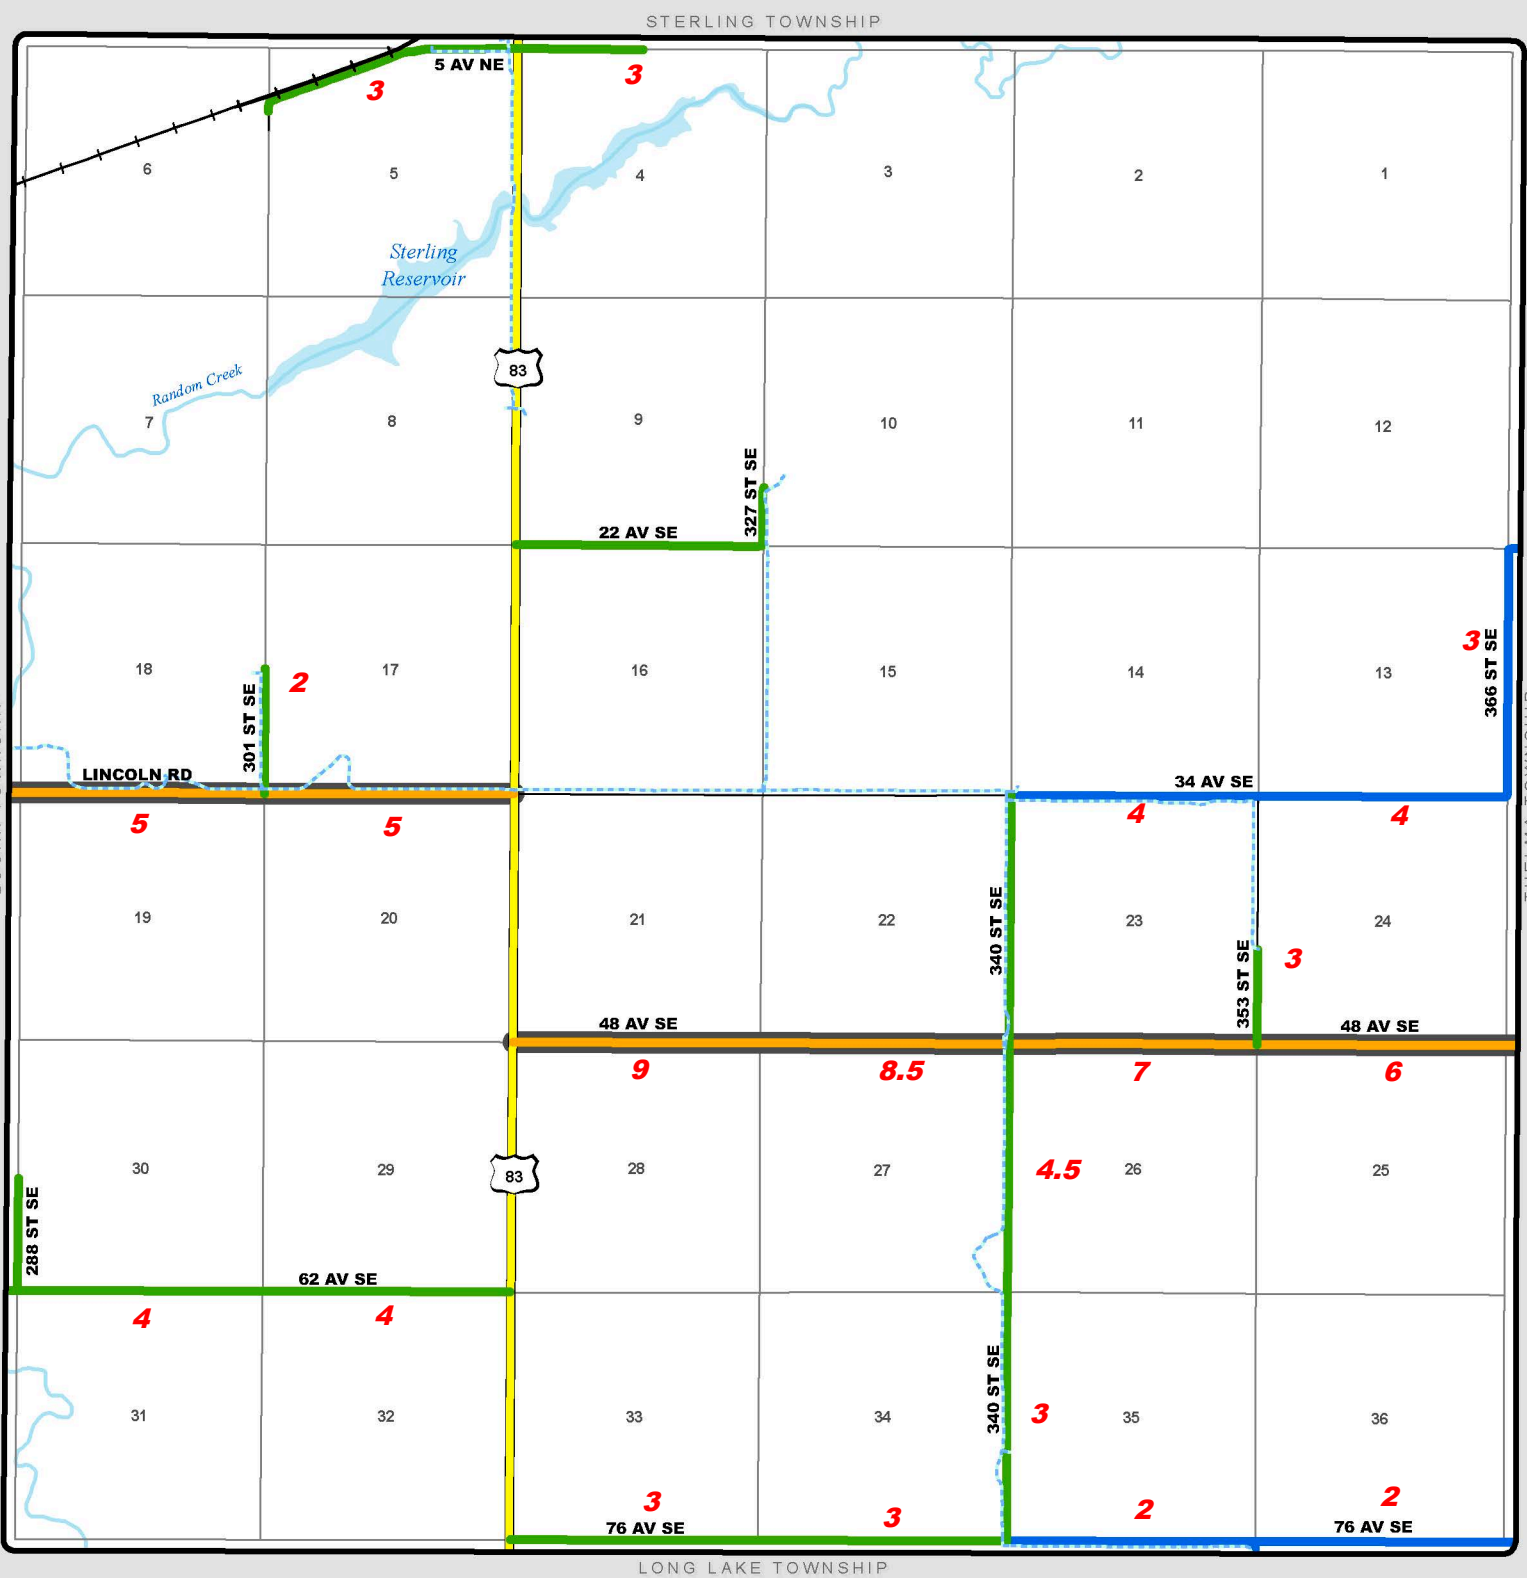 STERLING TOWNSHIP
5 AV NE
3
3
6
5
4
3
2
1
Sterling
Reservoir
83
Random Creek
7
8
9
10
11
12
327 ST SE
22 AV SE
18
301 ST SE
2
17
16
15
14
13
3
366 ST SE
LINCOLN RD
34 AV SE
5
5
4
4
19
20
21
22
340 ST SE
23
353 ST SE
3
24
48 AV SE
48 AV SE
9
8.5
7
6
30
29
83
28
27
4.5
26
25
288 ST SE
62 AV SE
4
4
31
32
33
34
340 ST SE
3
35
36
3
3
2
2
76 AV SE
76 AV SE
LONG LAKE TOWNSHIP